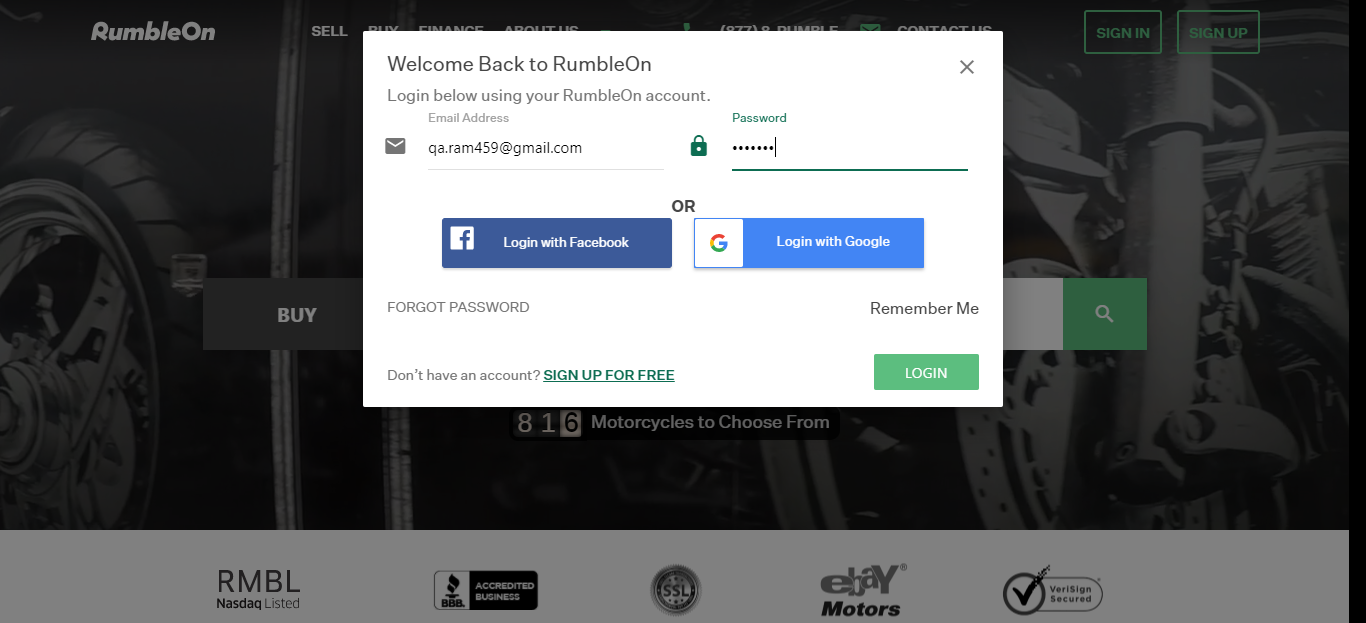 RumbleOn
SELL BUY FINANCE ABOUT US (877) 8-RUMBLE CONTACT US SIGN IN SIGN UP
Welcome Back to RumbleOn
Login below using your RumbleOn account.
Email Address Password
qa.ram459@gmail.com •••••••
OR
Login with Facebook G Login with Google
FORGOT PASSWORD Remember Me
BUY
Don't have an account? SIGN UP FOR FREE LOGIN
816 Motorcycles to Choose From
RMBL
Nasdaq Listed
BBB. ACCREDITED
BUSINESS
SSL
ebay®
Motors
VeriSign
Secured